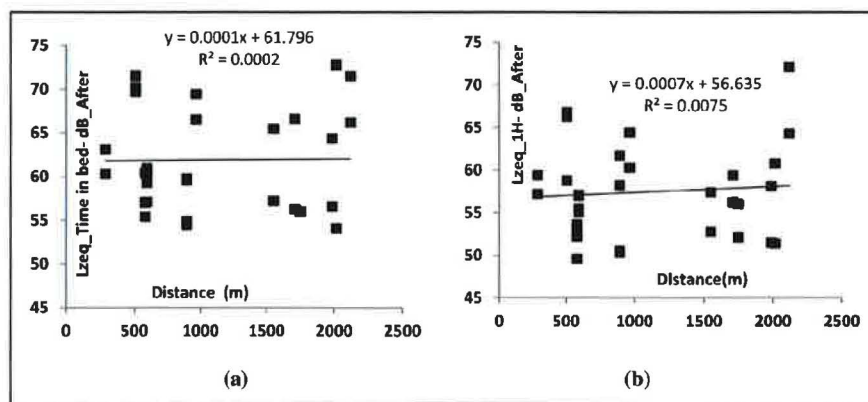 y = 0.0001x + 61.796
R² = 0.0002
Lzeq_Time in bed- dB_After
75
70
65
60
55
50
45
Distance (m)
0 500 1000 1500 2000 2500
(a)
y = 0.0007x + 56.635
R² = 0.0075
Lzeq_1H- dB_After
75
70
65
60
55
50
45
Distance(m)
0 500 1000 1500 2000 2500
(b)